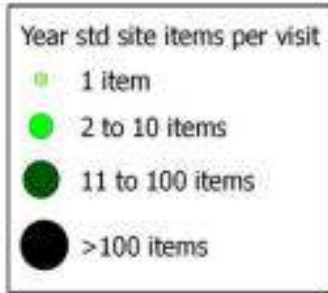 Year std site items per visit
1 item
2 to 10 items
11 to 100 items
>100 items